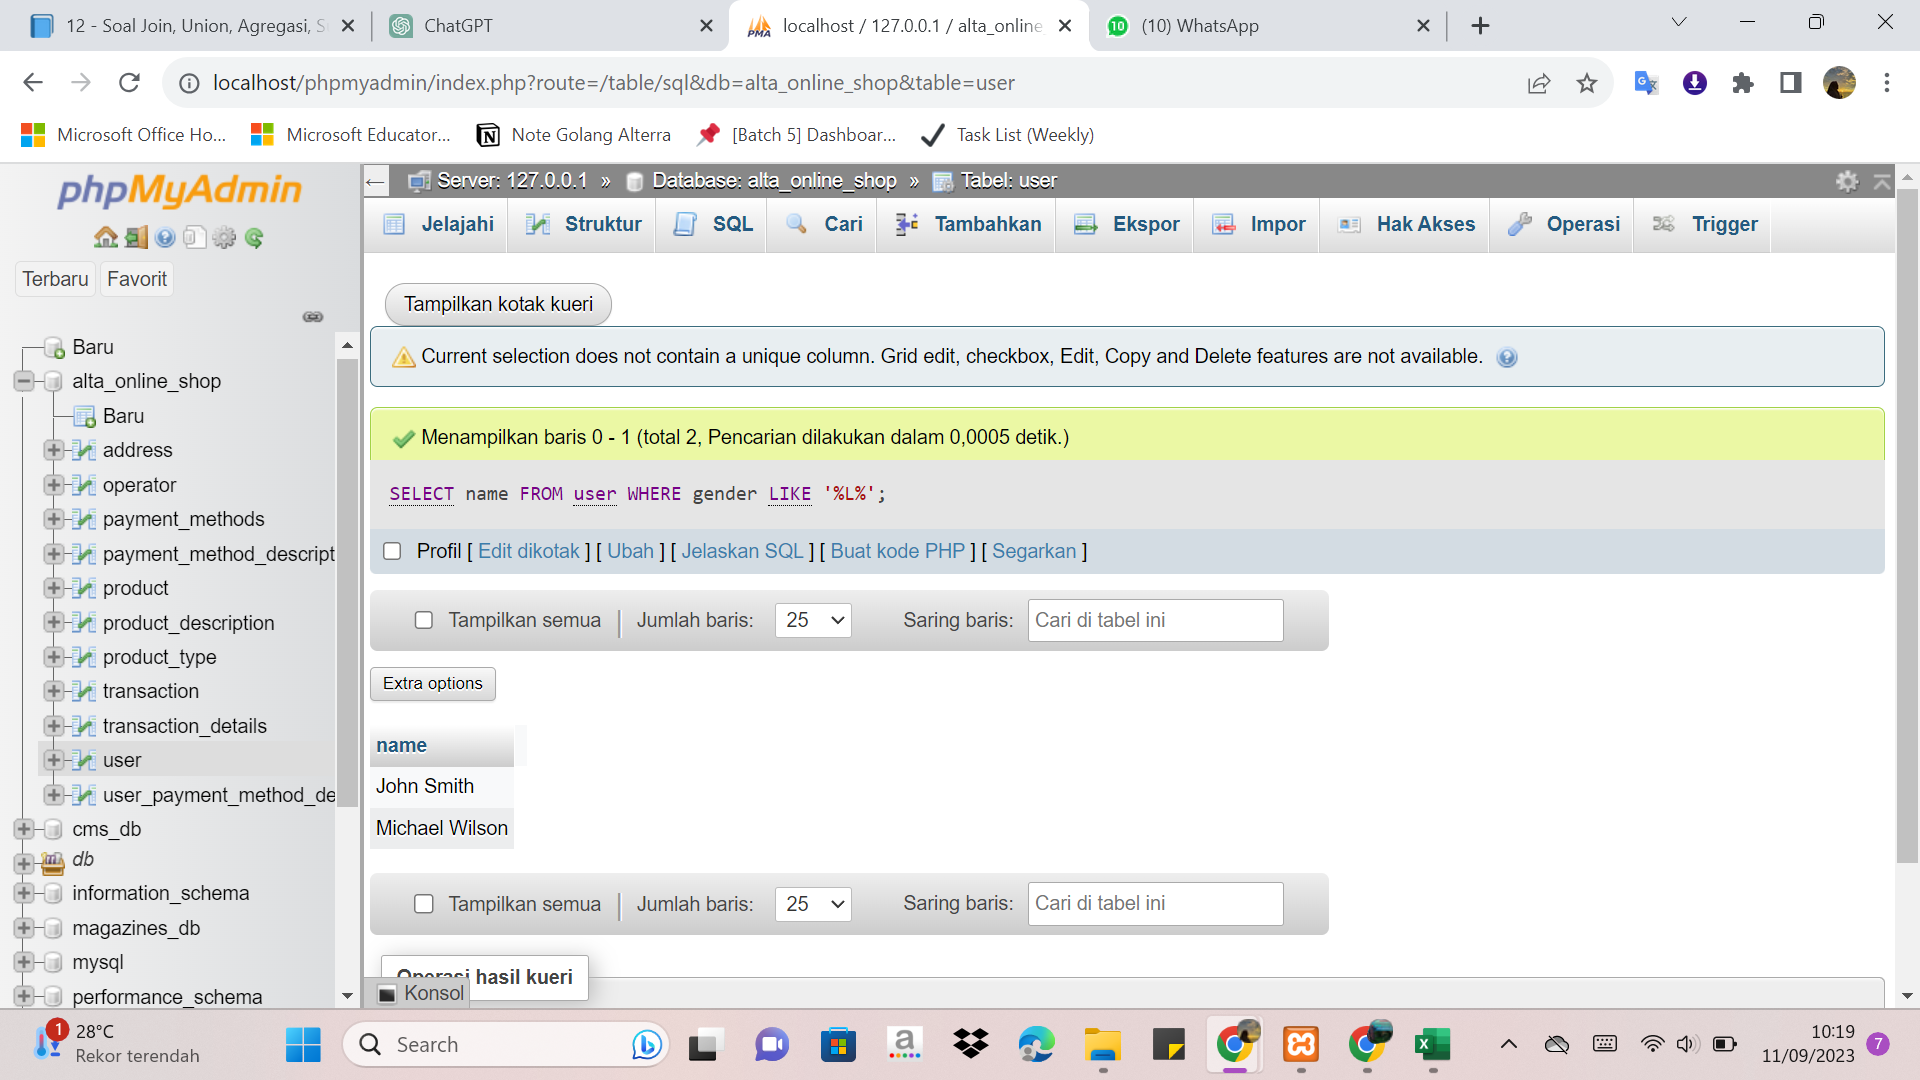 12 - Soal Join, Union, Agregasi, S
ChatGPT
localhost / 127.0.0.1 / alta_online
(10) WhatsApp
localhost/phpmyadmin/index.php?route=/table/sql&db=alta_online_shop&table=user
Microsoft Office Ho...
Microsoft Educator...
Note Golang Alterra
[Batch 5] Dashboar...
Task List (Weekly)
phpMyAdmin
Terbaru
Favorit
Baru
alta_online_shop
Baru
address
operator
payment_methods
payment_method_descript
product
product_description
product_type
transaction
transaction_details
user
user_payment_method_de
cms_db
db
information_schema
magazines_db
mysql
performance_schema
Server: 127.0.0.1 » Database: alta_online_shop » Tabel: user
Jelajahi
Struktur
SQL
Cari
Tambahkan
Ekspor
Impor
Hak Akses
Operasi
Trigger
Tampilkan kotak kueri
Current selection does not contain a unique column. Grid edit, checkbox, Edit, Copy and Delete features are not available.
Menampilkan baris 0 - 1 (total 2, Pencarian dilakukan dalam 0,0005 detik.)
SELECT name FROM user WHERE gender LIKE '%L%';
Profil [ Edit dikotak ] [ Ubah ] [ Jelaskan SQL ] [ Buat kode PHP ] [ Segarkan ]
Tampilkan semua | Jumlah baris: 25 Saring baris: Cari di tabel ini
Extra options
name
John Smith
Michael Wilson
Tampilkan semua | Jumlah baris: 25 Saring baris: Cari di tabel ini
Operasi hasil kueri
Konsol
1
28°C
Rekor terendah
Search
10:19
11/09/2023
7